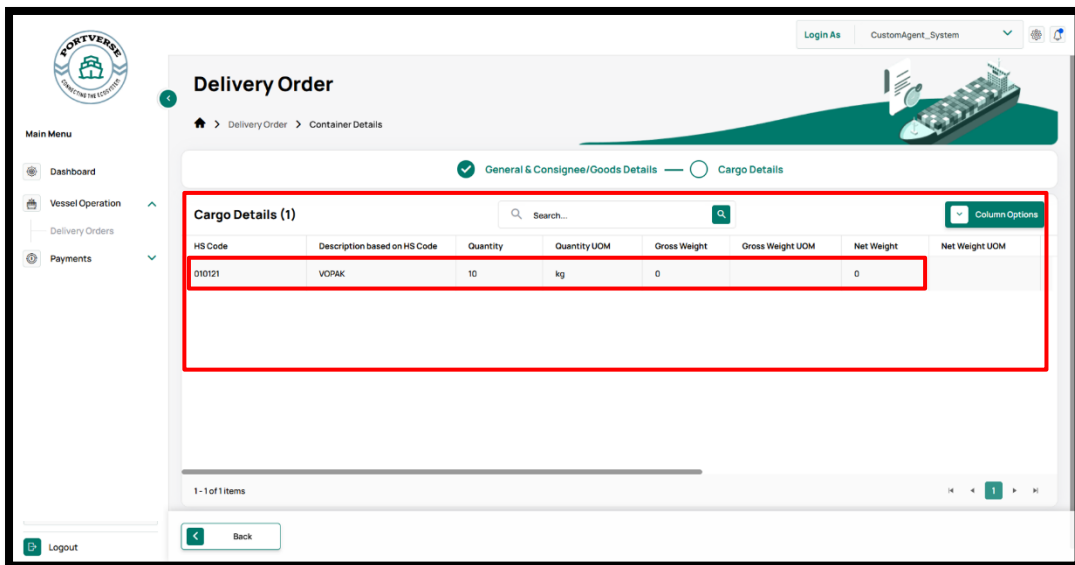 PORTVERSE
CONNECTING THE ECOSYSTEM
Login As CustomAgent_System
Delivery Order
> Delivery Order > Container Details
Main Menu
Dashboard
Vessel Operation
Delivery Orders
Payments
General & Consignee/Goods Details
Cargo Details
Cargo Details (1)
Search...
Column Options
HS Code Description based on HS Code Quantity Quantity UOM Gross Weight Gross Weight UOM Net Weight Net Weight UOM
010121 VOPAK 10 kg 0 0
1 - 1 of 1 items
1
Back
Logout